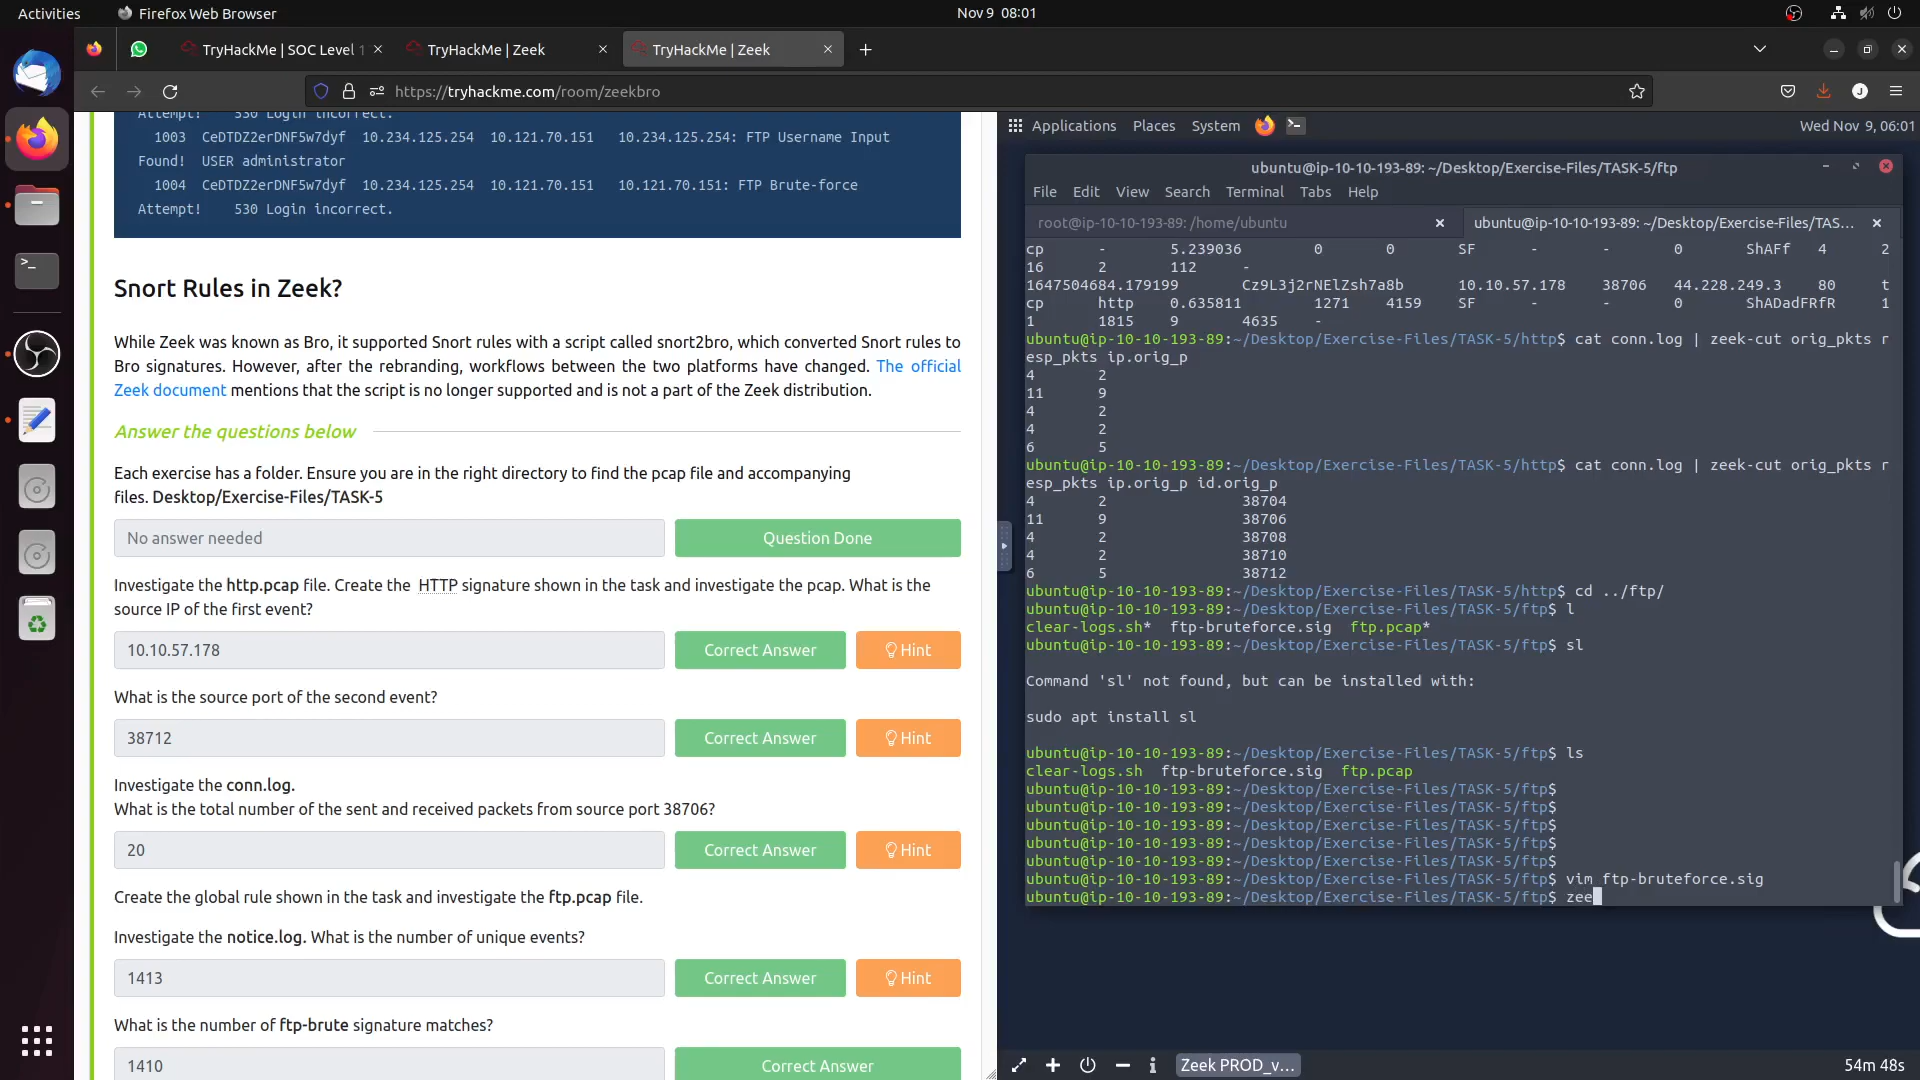 Activities
Firefox Web Browser
Nov 9 08:01
TryHackMe | SOC Level 1
TryHackMe | Zeek
TryHackMe | Zeek
https://tryhackme.com/room/zeekbro
Attempt! 530 Login incorrect.
1003 CeDTDZ2erDNF5w7dyf 10.234.125.254 10.121.70.151 10.234.125.254: FTP Username Input
Found! USER administrator
1004 CeDTDZ2erDNF5w7dyf 10.234.125.254 10.121.70.151 10.121.70.151: FTP Brute-force
Attempt! 530 Login incorrect.
Snort Rules in Zeek?
While Zeek was known as Bro, it supported Snort rules with a script called snort2bro, which converted Snort rules to
Bro signatures. However, after the rebranding, workflows between the two platforms have changed. The official
Zeek document mentions that the script is no longer supported and is not a part of the Zeek distribution.
Answer the questions below
Each exercise has a folder. Ensure you are in the right directory to find the pcap file and accompanying
files. Desktop/Exercise-Files/TASK-5
No answer needed
Question Done
Investigate the http.pcap file. Create the HTTP signature shown in the task and investigate the pcap. What is the
source IP of the first event?
10.10.57.178
Correct Answer
Hint
What is the source port of the second event?
38712
Correct Answer
Hint
Investigate the conn.log.
What is the total number of the sent and received packets from source port 38706?
20
Correct Answer
Hint
Create the global rule shown in the task and investigate the ftp.pcap file.
Investigate the notice.log. What is the number of unique events?
1413
Correct Answer
Hint
What is the number of ftp-brute signature matches?
1410
Correct Answer
Applications Places System
Wed Nov 9, 06:01
ubuntu@ip-10-10-193-89: ~/Desktop/Exercise-Files/TASK-5/ftp
File Edit View Search Terminal Tabs Help
root@ip-10-10-193-89: /home/ubuntu
ubuntu@ip-10-10-193-89: ~/Desktop/Exercise-Files/TAS...
cp - 5.239036 0 0 SF - - 0 ShAFf 4 2
16 2 112 -
1647504684.179199 Cz9L3j2rNElZsh7a8b 10.10.57.178 38706 44.228.249.3 80 t
cp http 0.635811 1271 4159 SF - - 0 ShADadFRfR 1
1 1815 9 4635 -
ubuntu@ip-10-10-193-89:~/Desktop/Exercise-Files/TASK-5/http$ cat conn.log | zeek-cut orig_pkts r
esp_pkts ip.orig_p
4 2
11 9
4 2
4 2
6 5
ubuntu@ip-10-10-193-89:~/Desktop/Exercise-Files/TASK-5/http$ cat conn.log | zeek-cut orig_pkts r
esp_pkts ip.orig_p id.orig_p
4 2 38704
11 9 38706
4 2 38708
4 2 38710
6 5 38712
ubuntu@ip-10-10-193-89:~/Desktop/Exercise-Files/TASK-5/http$ cd ../ftp/
ubuntu@ip-10-10-193-89:~/Desktop/Exercise-Files/TASK-5/ftp$ l
clear-logs.sh* ftp-bruteforce.sig ftp.pcap*
ubuntu@ip-10-10-193-89:~/Desktop/Exercise-Files/TASK-5/ftp$ sl
Command 'sl' not found, but can be installed with:
sudo apt install sl
ubuntu@ip-10-10-193-89:~/Desktop/Exercise-Files/TASK-5/ftp$ ls
clear-logs.sh ftp-bruteforce.sig ftp.pcap
ubuntu@ip-10-10-193-89:~/Desktop/Exercise-Files/TASK-5/ftp$
ubuntu@ip-10-10-193-89:~/Desktop/Exercise-Files/TASK-5/ftp$
ubuntu@ip-10-10-193-89:~/Desktop/Exercise-Files/TASK-5/ftp$
ubuntu@ip-10-10-193-89:~/Desktop/Exercise-Files/TASK-5/ftp$
ubuntu@ip-10-10-193-89:~/Desktop/Exercise-Files/TASK-5/ftp$
ubuntu@ip-10-10-193-89:~/Desktop/Exercise-Files/TASK-5/ftp$ vim ftp-bruteforce.sig
ubuntu@ip-10-10-193-89:~/Desktop/Exercise-Files/TASK-5/ftp$ zee
Zeek PROD_v...
54m 48s